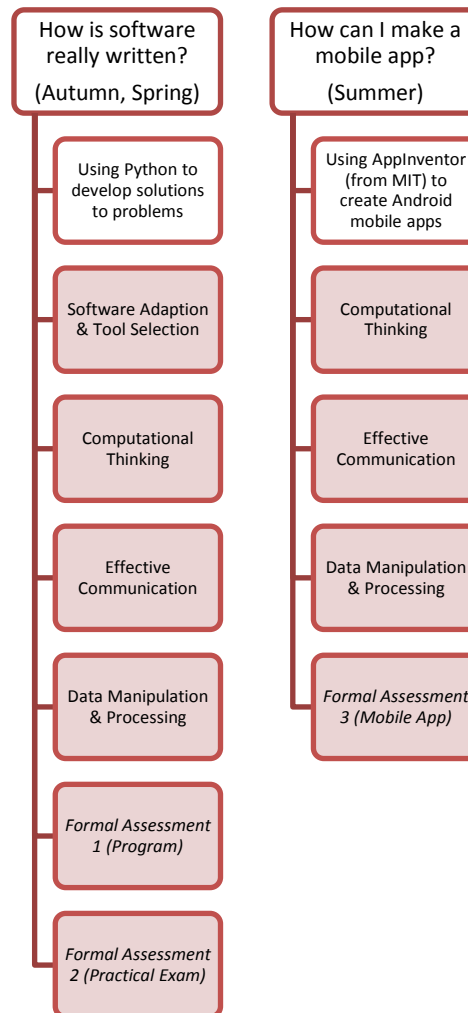 How is software
really written?
(Autumn, Spring)
Using Python to
develop solutions
to problems
Software Adaption
& Tool Selection
Computational
Thinking
Effective
Communication
Data Manipulation
& Processing
Formal Assessment
1 (Program)
Formal Assessment
2 (Practical Exam)
How can I make a
mobile app?
(Summer)
Using AppInventor
(from MIT) to
create Android
mobile apps
Computational
Thinking
Effective
Communication
Data Manipulation
& Processing
Formal Assessment
3 (Mobile App)